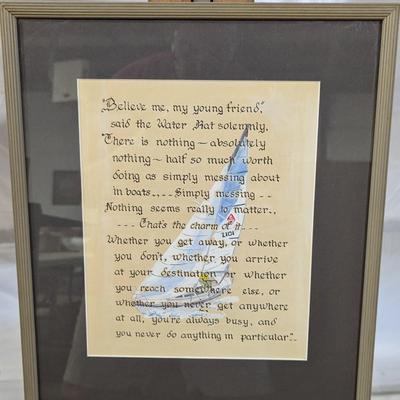 "Believe me, my young friend,"
said the Water Rat solemnly,
"There is nothing – absolutely
nothing – half so much worth
doing as simply messing about
in boats... Simply messing --
Nothing seems really to matter..,
--- That's the charm of it---
Whether you get away, or whether
you don't, whether you arrive
at your destination or whether
you reach somewhere else, or
whether you never get anywhere
at all, you're always busy, and
you never do anything in particular."-
1011